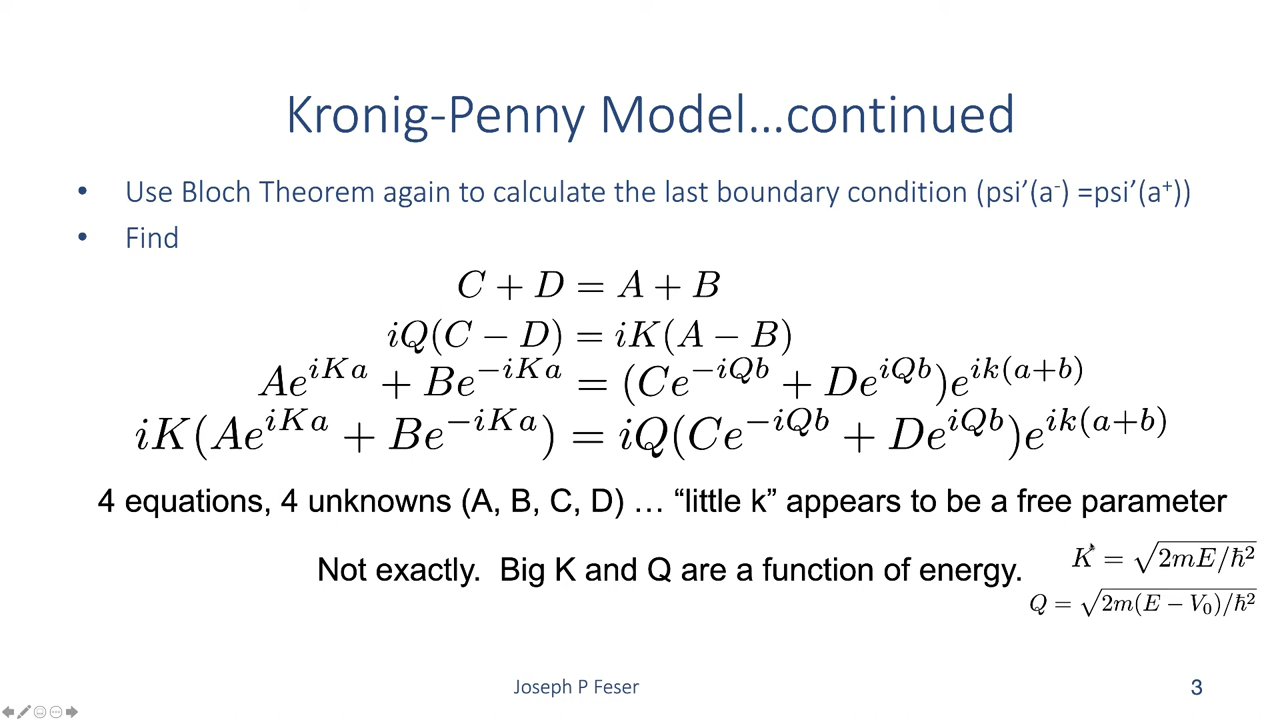 Kronig-Penny Model...continued
• Use Bloch Theorem again to calculate the last boundary condition (psi’(a⁻) =psi’(a⁺))
• Find
C + D = A + B
iQ(C − D) = iK(A − B)
Ae^{iKa} + Be^{−iKa} = (Ce^{−iQb} + De^{iQb})e^{ik(a+b)}
iK(Ae^{iKa} + Be^{−iKa}) = iQ(Ce^{−iQb} + De^{iQb})e^{ik(a+b)}
4 equations, 4 unknowns (A, B, C, D) … “little k” appears to be a free parameter
Not exactly. Big K and Q are a function of energy.
K = √(2mE/ħ²)
Q = √(2m(E − V₀)/ħ²)
Joseph P Feser
3